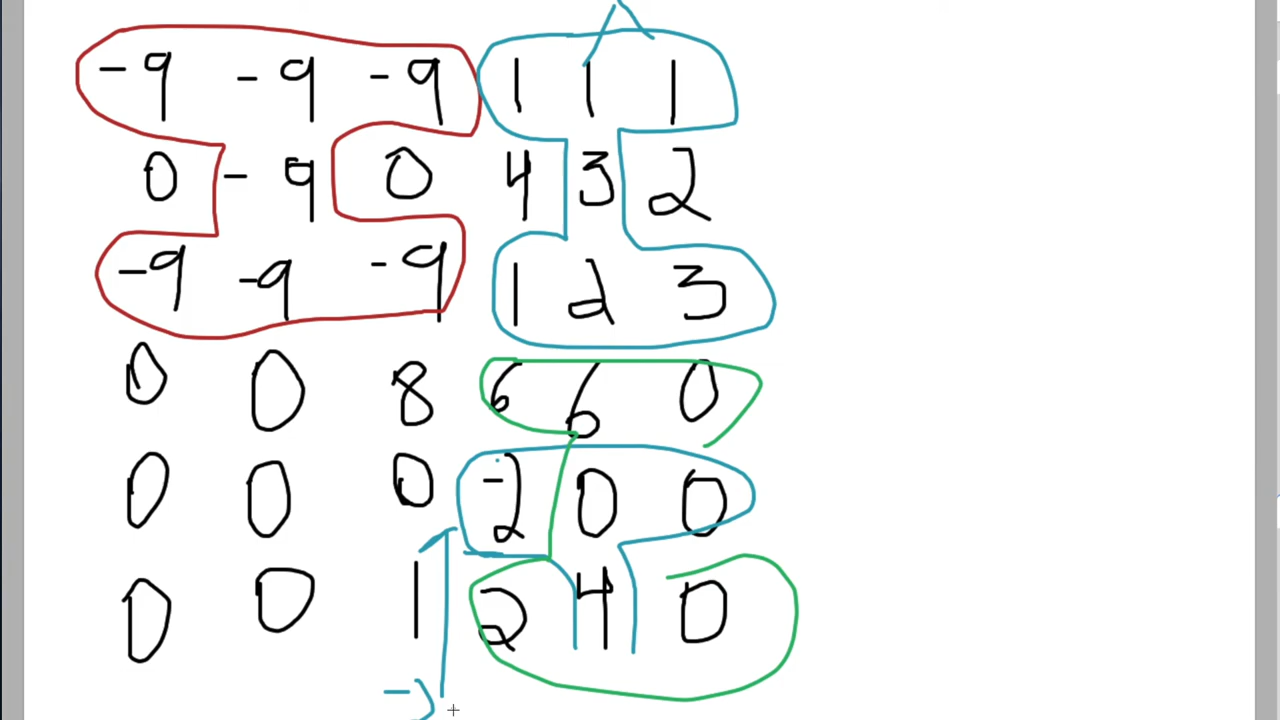 -9 -9 -9 1 1 1
0 -9 0 4 3 2
-9 -9 -9 1 2 3
0 0 8 6 6 0
0 0 0 -2 0 0
0 0 1 2 4 0